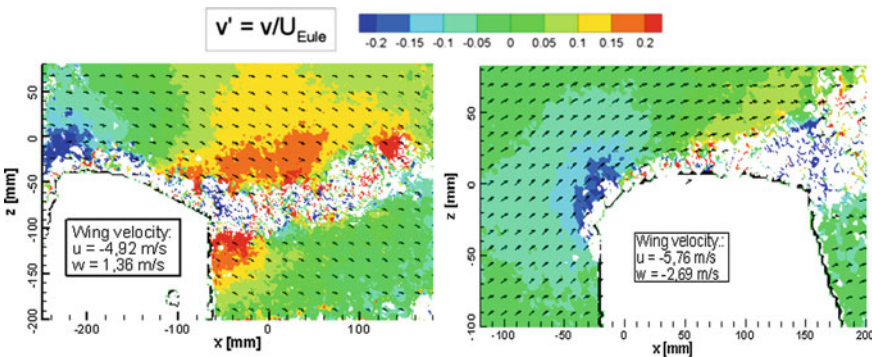 v' = v/U_Eule
-0.2 -0.15 -0.1 -0.05 0 0.05 0.1 0.15 0.2
z [mm]
50
0
-50
-100
-150
-200
Wing velocity:
u = -4,92 m/s
w = 1,36 m/s
-200 -100 0 100
x [mm]
z [mm]
50
0
-50
-100
Wing velocity.:
u = -5,76 m/s
w = -2,69 m/s
-100 -50 0 50 100 150 200
x [mm]